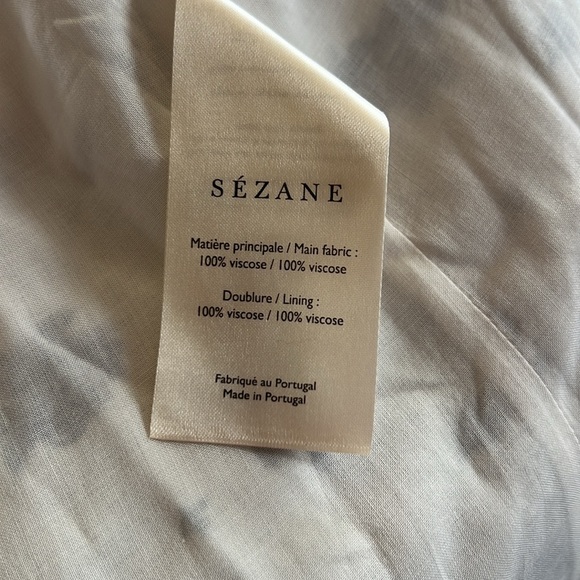 SÉZANE
Matière principale / Main fabric :
100% viscose / 100% viscose
Doublure / Lining :
100% viscose / 100% viscose
Fabriqué au Portugal
Made in Portugal